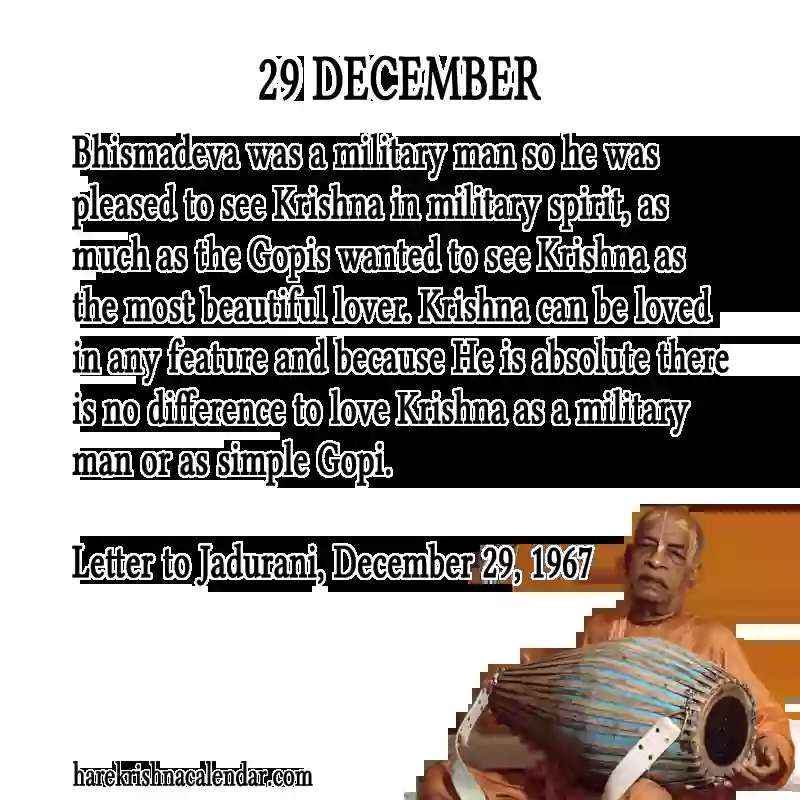 29 DECEMBER
Bhismadeva was a military man so he was
pleased to see Krishna in military spirit, as
much as the Gopis wanted to see Krishna as
the most beautiful lover. Krishna can be loved
in any feature and because He is absolute there
is no difference to love Krishna as a military
man or as simple Gopi.
Letter to Jadurani, December 29, 1967
harekrishnacalendar.com